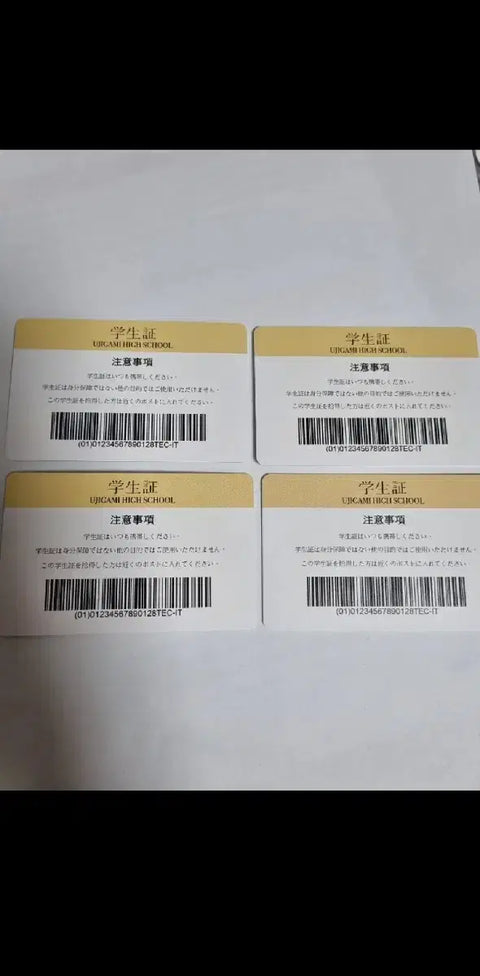 学生証
UJIGAMI HIGH SCHOOL
注意事項
学生証はいつも携帯しください。
学生証は身分保障ではない他の目的ではご使用いただけません。
この学生証を拾得した方は近くのポストに入れてください。
(01)01234567890128TEC-IT
学生証
UJIGAMI HIGH SCHOOL
注意事項
学生証はいつも携帯しください。
学生証は身分保障ではない他の目的ではご使用いただけません。
この学生証を拾得した方は近くのポストに入れてください。
(01)01234567890128TEC-IT
学生証
UJIGAMI HIGH SCHOOL
注意事項
学生証はいつも携帯しください。
学生証は身分保障ではない他の目的ではご使用いただけません。
この学生証を拾得した方は近くのポストに入れてください。
(01)01234567890128TEC-IT
学生証
UJIGAMI HIGH SCHOOL
注意事項
学生証はいつも携帯しください。
学生証は身分保障ではない他の目的ではご使用いただけません。
この学生証を拾得した方は近くのポストに入れてください。
(01)01234567890128TEC-IT